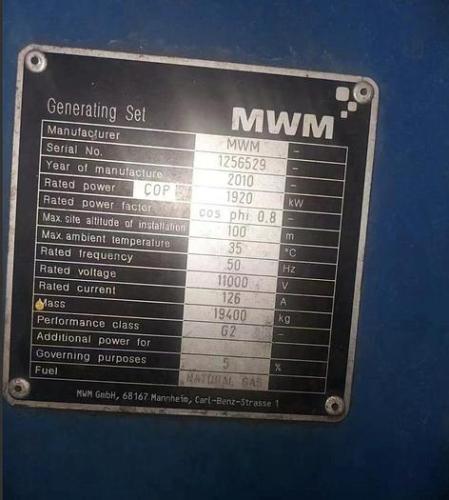 Generating Set MWM
Manufacturer MWM –
Serial No. 1256529 –
Year of manufacture 2010 –
Rated power COP 1920 kW
Rated power factor cos phi 0.8 –
Max. site altitude of installation 100 m
Max. ambient temperature 35 °C
Rated frequency 50 Hz
Rated voltage 11000 V
Rated current 126 A
Mass 19400 kg
Performance class G2 –
Additional power for
Governing purposes 5 %
Fuel NATURAL GAS
MWM GmbH, 68167 Mannheim, Carl-Benz-Strasse 1